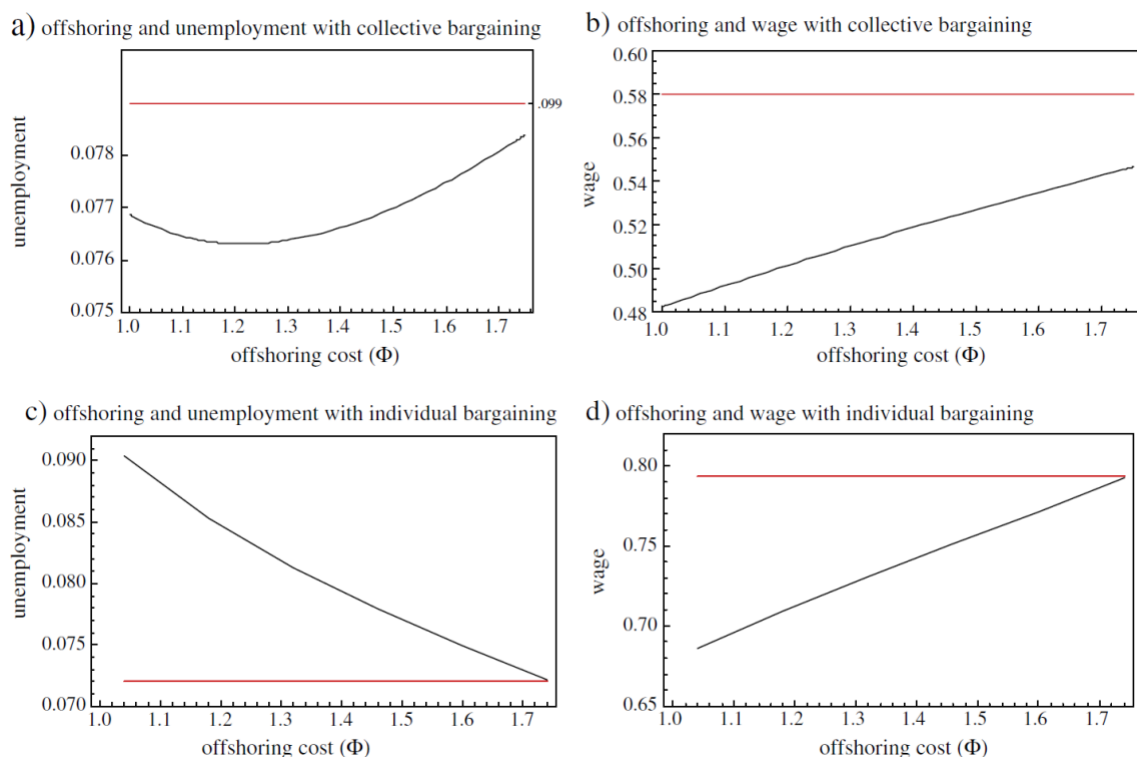 a) offshoring and unemployment with collective bargaining
unemployment
0.078
0.077
0.076
0.075
.099
1.0 1.1 1.2 1.3 1.4 1.5 1.6 1.7
offshoring cost (Φ)
b) offshoring and wage with collective bargaining
wage
0.60
0.58
0.54
0.52
0.50
0.48
1.0 1.1 1.2 1.3 1.4 1.5 1.6 1.7
offshoring cost (Φ)
c) offshoring and unemployment with individual bargaining
unemployment
0.090
0.085
0.080
0.075
0.070
1.0 1.1 1.2 1.3 1.4 1.5 1.6 1.7
offshoring cost (Φ)
d) offshoring and wage with individual bargaining
wage
0.80
0.75
0.70
0.65
1.0 1.1 1.2 1.3 1.4 1.5 1.6 1.7
offshoring cost (Φ)